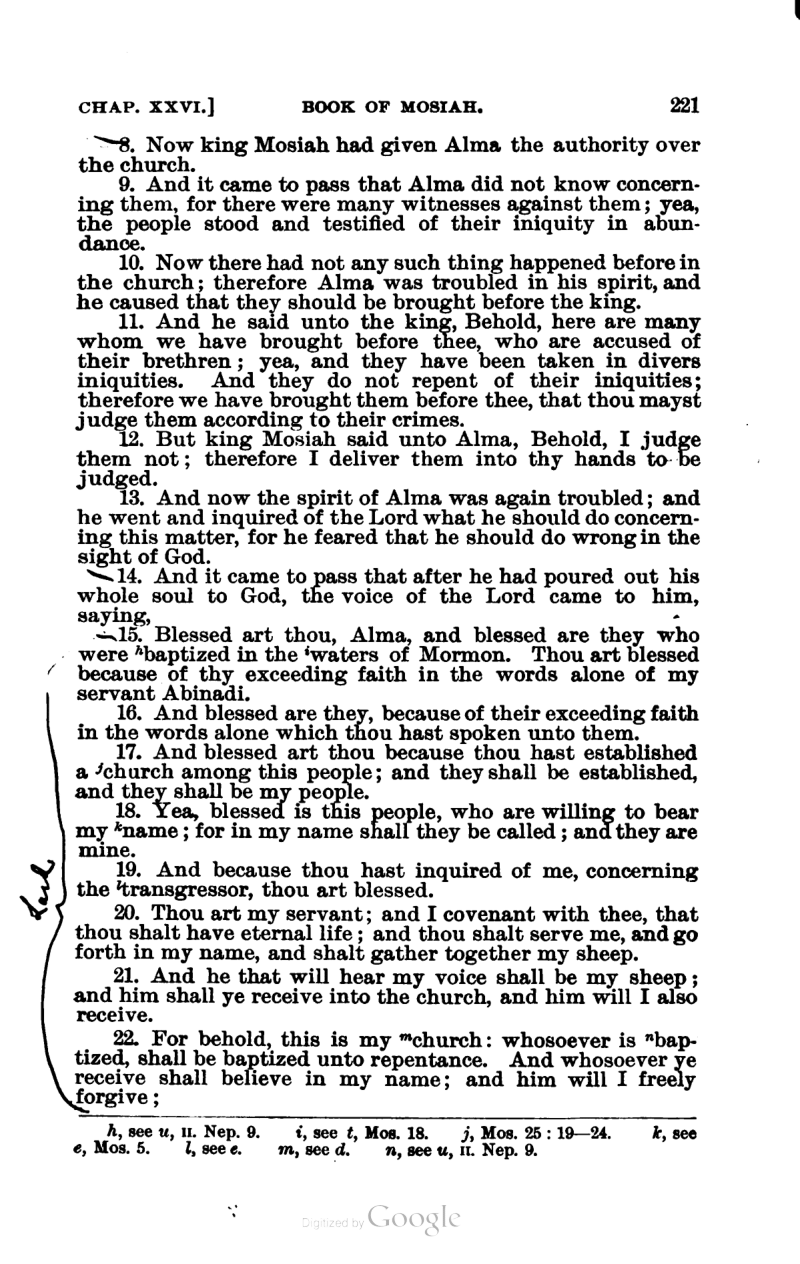 CHAP. XXVI.] BOOK OF MOSIAH. 221
8. Now king Mosiah had given Alma the authority over
the church.
9. And it came to pass that Alma did not know concern-
ing them, for there were many witnesses against them; yea,
the people stood and testified of their iniquity in abun-
dance.
10. Now there had not any such thing happened before in
the church; therefore Alma was troubled in his spirit, and
he caused that they should be brought before the king.
11. And he said unto the king, Behold, here are many
whom we have brought before thee, who are accused of
their brethren; yea, and they have been taken in divers
iniquities. And they do not repent of their iniquities;
therefore we have brought them before thee, that thou mayst
judge them according to their crimes.
12. But king Mosiah said unto Alma, Behold, I judge
them not; therefore I deliver them into thy hands to be
judged.
13. And now the spirit of Alma was again troubled; and
he went and inquired of the Lord what he should do concern-
ing this matter, for he feared that he should do wrong in the
sight of God.
14. And it came to pass that after he had poured out his
whole soul to God, the voice of the Lord came to him,
saying,
15. Blessed art thou, Alma, and blessed are they who
were ʰbaptized in the ⁱwaters of Mormon. Thou art blessed
because of thy exceeding faith in the words alone of my
servant Abinadi.
16. And blessed are they, because of their exceeding faith
in the words alone which thou hast spoken unto them.
17. And blessed art thou because thou hast established
a ʲchurch among this people; and they shall be established,
and they shall be my people.
18. Yea, blessed is this people, who are willing to bear
my ᵏname; for in my name shall they be called; and they are
mine.
19. And because thou hast inquired of me, concerning
the ˡtransgressor, thou art blessed.
20. Thou art my servant; and I covenant with thee, that
thou shalt have eternal life; and thou shalt serve me, and go
forth in my name, and shalt gather together my sheep.
21. And he that will hear my voice shall be my sheep;
and him shall ye receive into the church, and him will I also
receive.
22. For behold, this is my ᵐchurch: whosoever is ⁿbap-
tized, shall be baptized unto repentance. And whosoever ye
receive shall believe in my name; and him will I freely
forgive;
Lord
h, see u, II. Nep. 9. i, see t, Mos. 18. j, Mos. 25 : 19—24. k, see
e, Mos. 5. l, see e. m, see d. n, see u, II. Nep. 9.
Digitized by Google